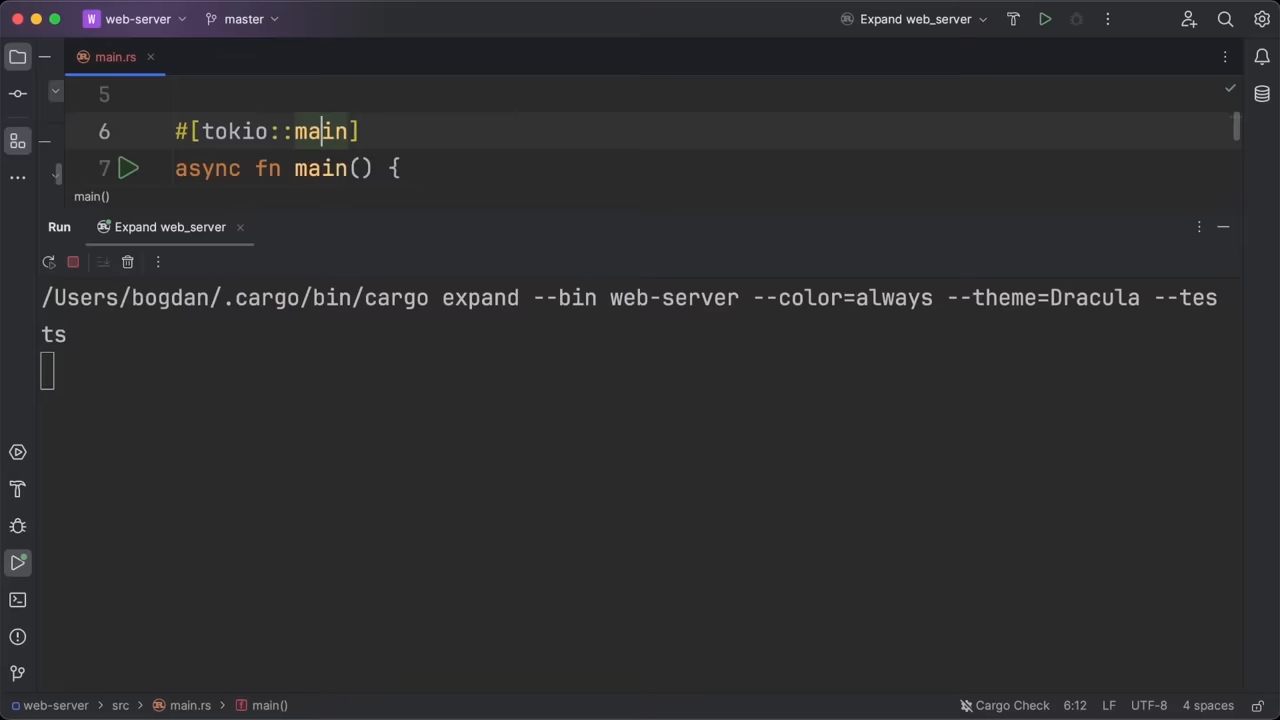 W web-server master Expand web_server
main.rs
5
6 #[tokio::main]
7 async fn main() {
main()
Run Expand web_server
/Users/bogdan/.cargo/bin/cargo expand --bin web-server --color=always --theme=Dracula --tes
ts
web-server > src > main.rs > main() Cargo Check 6:12 LF UTF-8 4 spaces